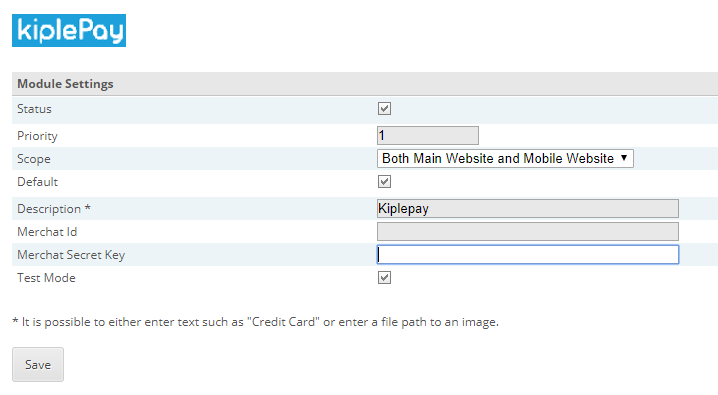 kiplePay
Module Settings
Status
Priority 1
Scope Both Main Website and Mobile Website
Default
Description * Kiplepay
Merchat Id
Merchat Secret Key
Test Mode
* It is possible to either enter text such as "Credit Card" or enter a file path to an image.
Save